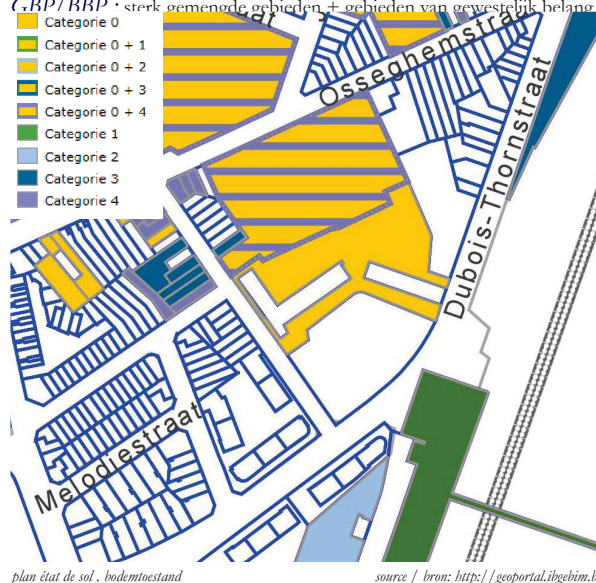 GBP/BBP : sterk gemengde gebieden + gebieden van gewestelijk belang
Categorie 0
Categorie 0 + 1
Categorie 0 + 2
Categorie 0 + 3
Categorie 0 + 4
Categorie 1
Categorie 2
Categorie 3
Categorie 4
aat
Osseghemstraat
Dubois-Thornstraat
Melodiestraat
plan état de sol . bodemtoestand
source / bron: http://geoportal.ibgebim.b